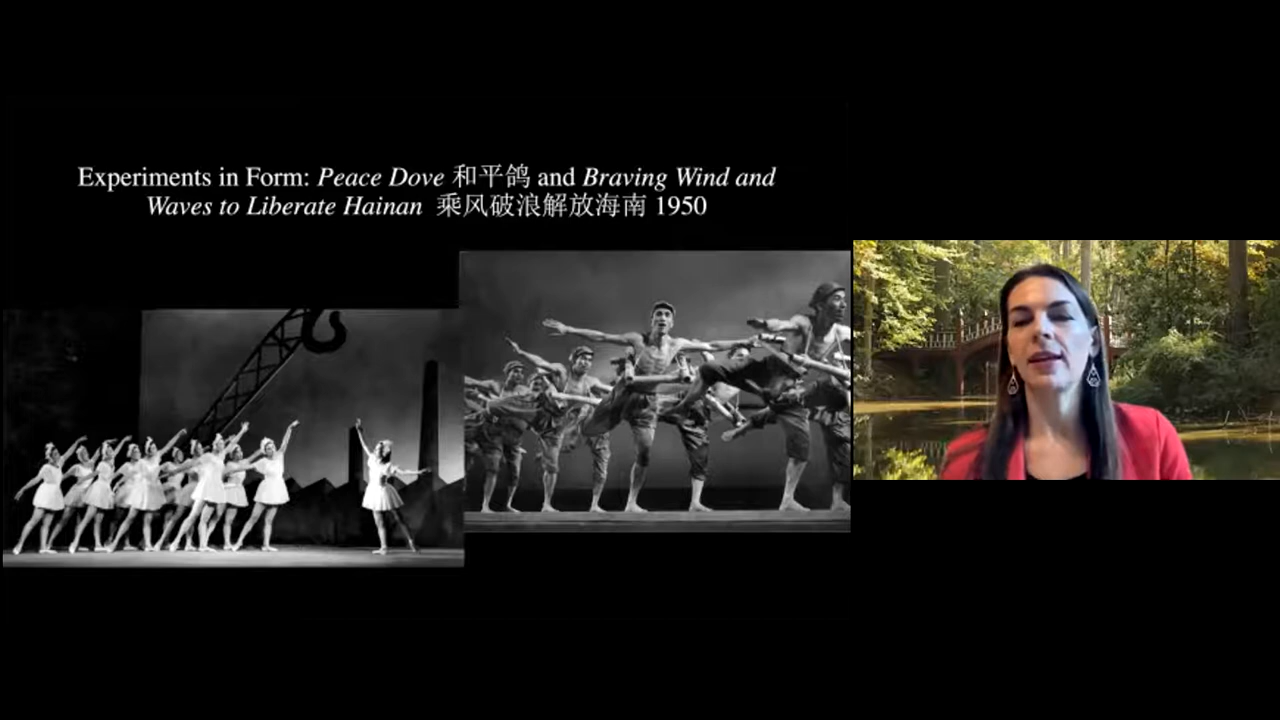 Experiments in Form: Peace Dove 和平鸽 and Braving Wind and
Waves to Liberate Hainan 乘风破浪解放海南 1950